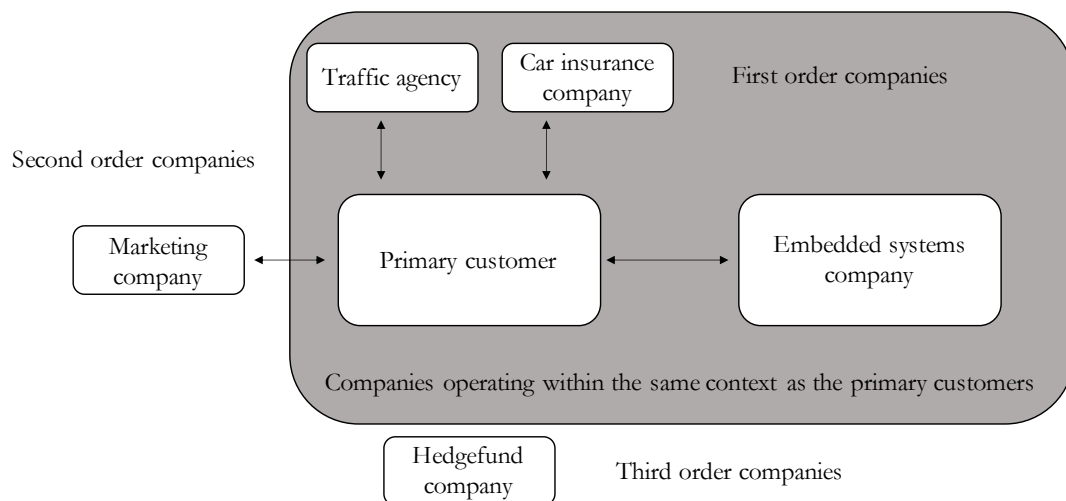 Traffic agency
Car insurance
company
First order companies
Second order companies
Marketing
company
Primary customer
Embedded systems
company
Companies operating within the same context as the primary customers
Hedgefund
company
Third order companies